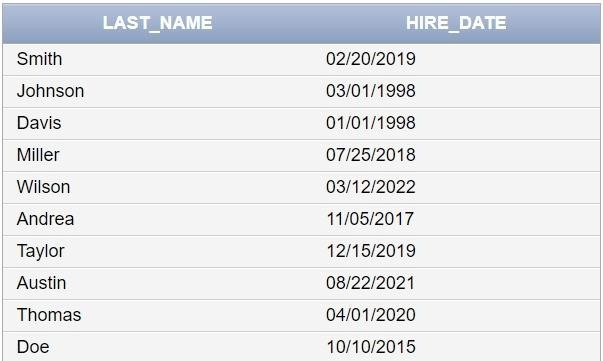 LAST_NAME HIRE_DATE
Smith 02/20/2019
Johnson 03/01/1998
Davis 01/01/1998
Miller 07/25/2018
Wilson 03/12/2022
Andrea 11/05/2017
Taylor 12/15/2019
Austin 08/22/2021
Thomas 04/01/2020
Doe 10/10/2015